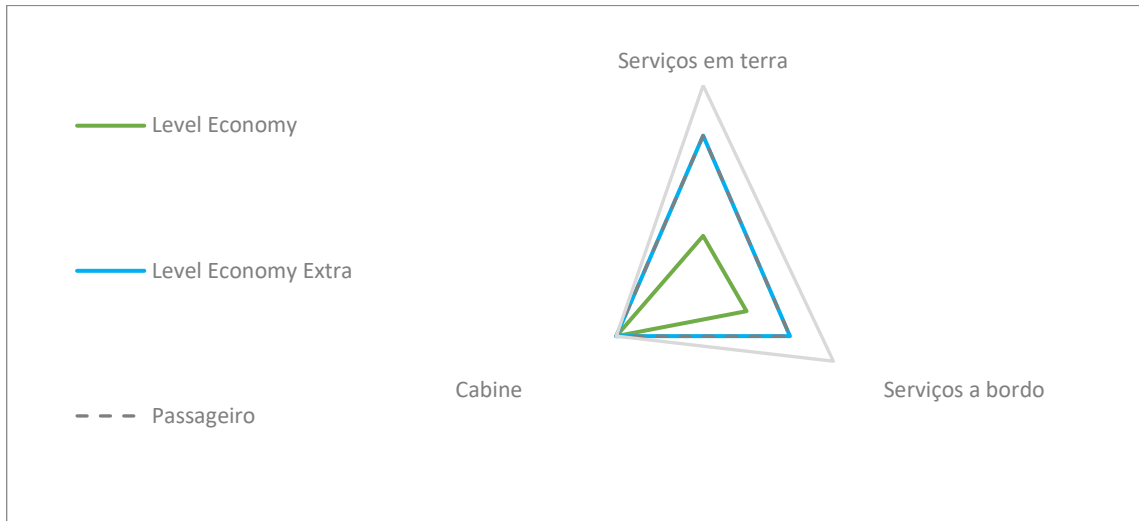 Serviços em terra
Level Economy
Level Economy Extra
Cabine
Serviços a bordo
Passageiro